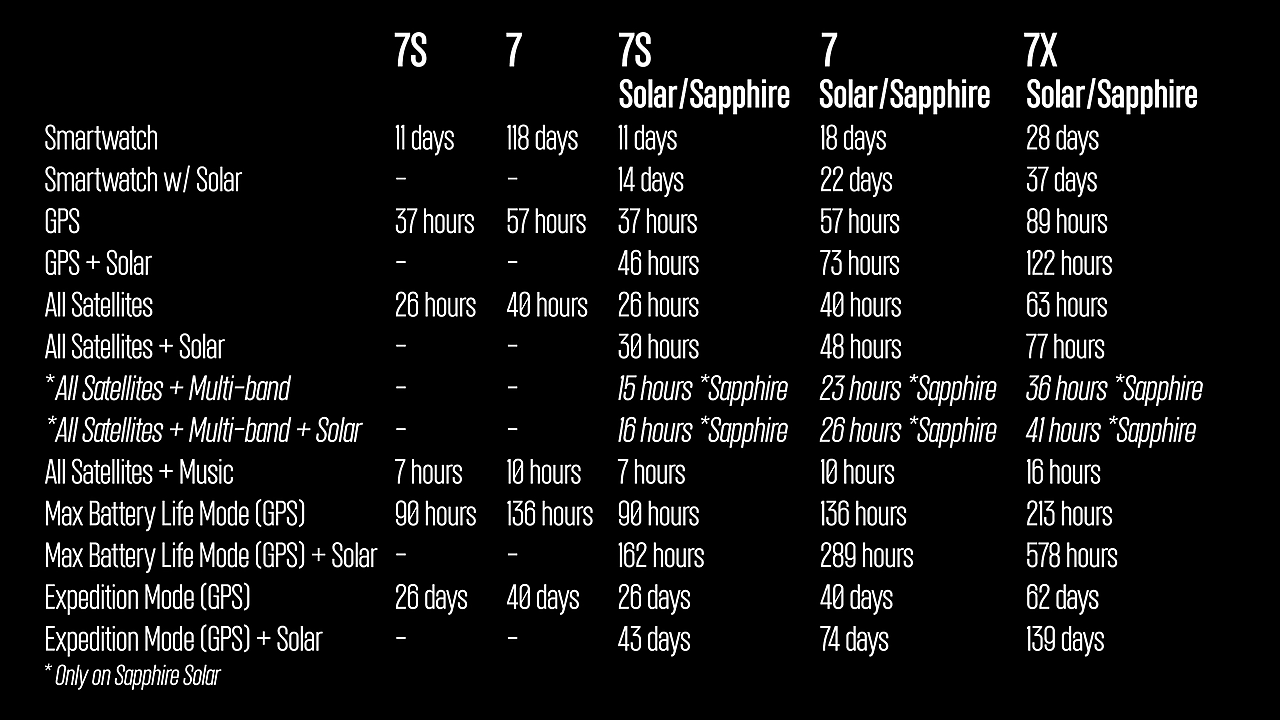 7S 7 7S 7 7X
Solar/Sapphire Solar/Sapphire Solar/Sapphire
Smartwatch 11 days 118 days 11 days 18 days 28 days
Smartwatch w/ Solar - - 14 days 22 days 37 days
GPS 37 hours 57 hours 37 hours 57 hours 89 hours
GPS + Solar - - 46 hours 73 hours 122 hours
All Satellites 26 hours 40 hours 26 hours 40 hours 63 hours
All Satellites + Solar - - 30 hours 48 hours 77 hours
*All Satellites + Multi-band - - 15 hours *Sapphire 23 hours *Sapphire 36 hours *Sapphire
*All Satellites + Multi-band + Solar - - 16 hours *Sapphire 26 hours *Sapphire 41 hours *Sapphire
All Satellites + Music 7 hours 10 hours 7 hours 10 hours 16 hours
Max Battery Life Mode (GPS) 90 hours 136 hours 90 hours 136 hours 213 hours
Max Battery Life Mode (GPS) + Solar - - 162 hours 289 hours 578 hours
Expedition Mode (GPS) 26 days 40 days 26 days 40 days 62 days
Expedition Mode (GPS) + Solar - - 43 days 74 days 139 days
* Only on Sapphire Solar